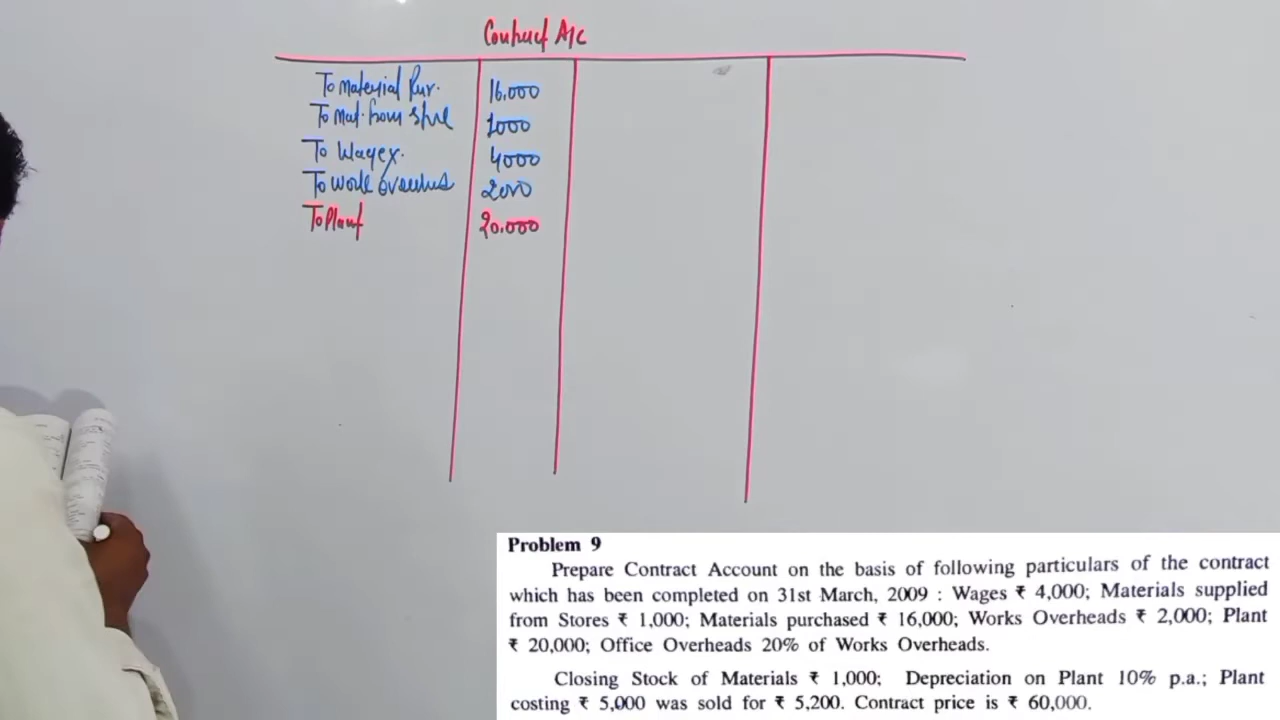 Contract A/c
To Material Pur. 16,000
To Mat. from store 1000
To Wages. 4000
To work overheads 2000
To Plant 20,000
Problem 9
Prepare Contract Account on the basis of following particulars of the contract
which has been completed on 31st March, 2009 : Wages ₹ 4,000; Materials supplied
from Stores ₹ 1,000; Materials purchased ₹ 16,000; Works Overheads ₹ 2,000; Plant
₹ 20,000; Office Overheads 20% of Works Overheads.
Closing Stock of Materials ₹ 1,000; Depreciation on Plant 10% p.a.; Plant
costing ₹ 5,000 was sold for ₹ 5,200. Contract price is ₹ 60,000.